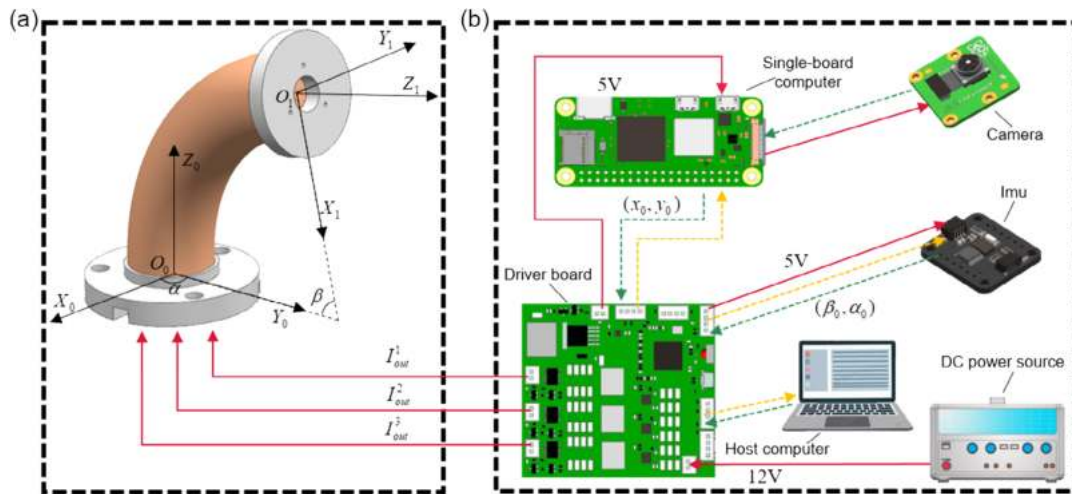 (a)
Y₁
Z₁
O₁
Z₀
X₁
O₀
α
X₀
Y₀
β
I¹ₒᵤₜ
I²ₒᵤₜ
I³ₒᵤₜ
(b)
5V
Single-board
computer
Camera
(x₀, y₀)
Imu
5V
Driver board
(β₀, α₀)
DC power source
Host computer
12V